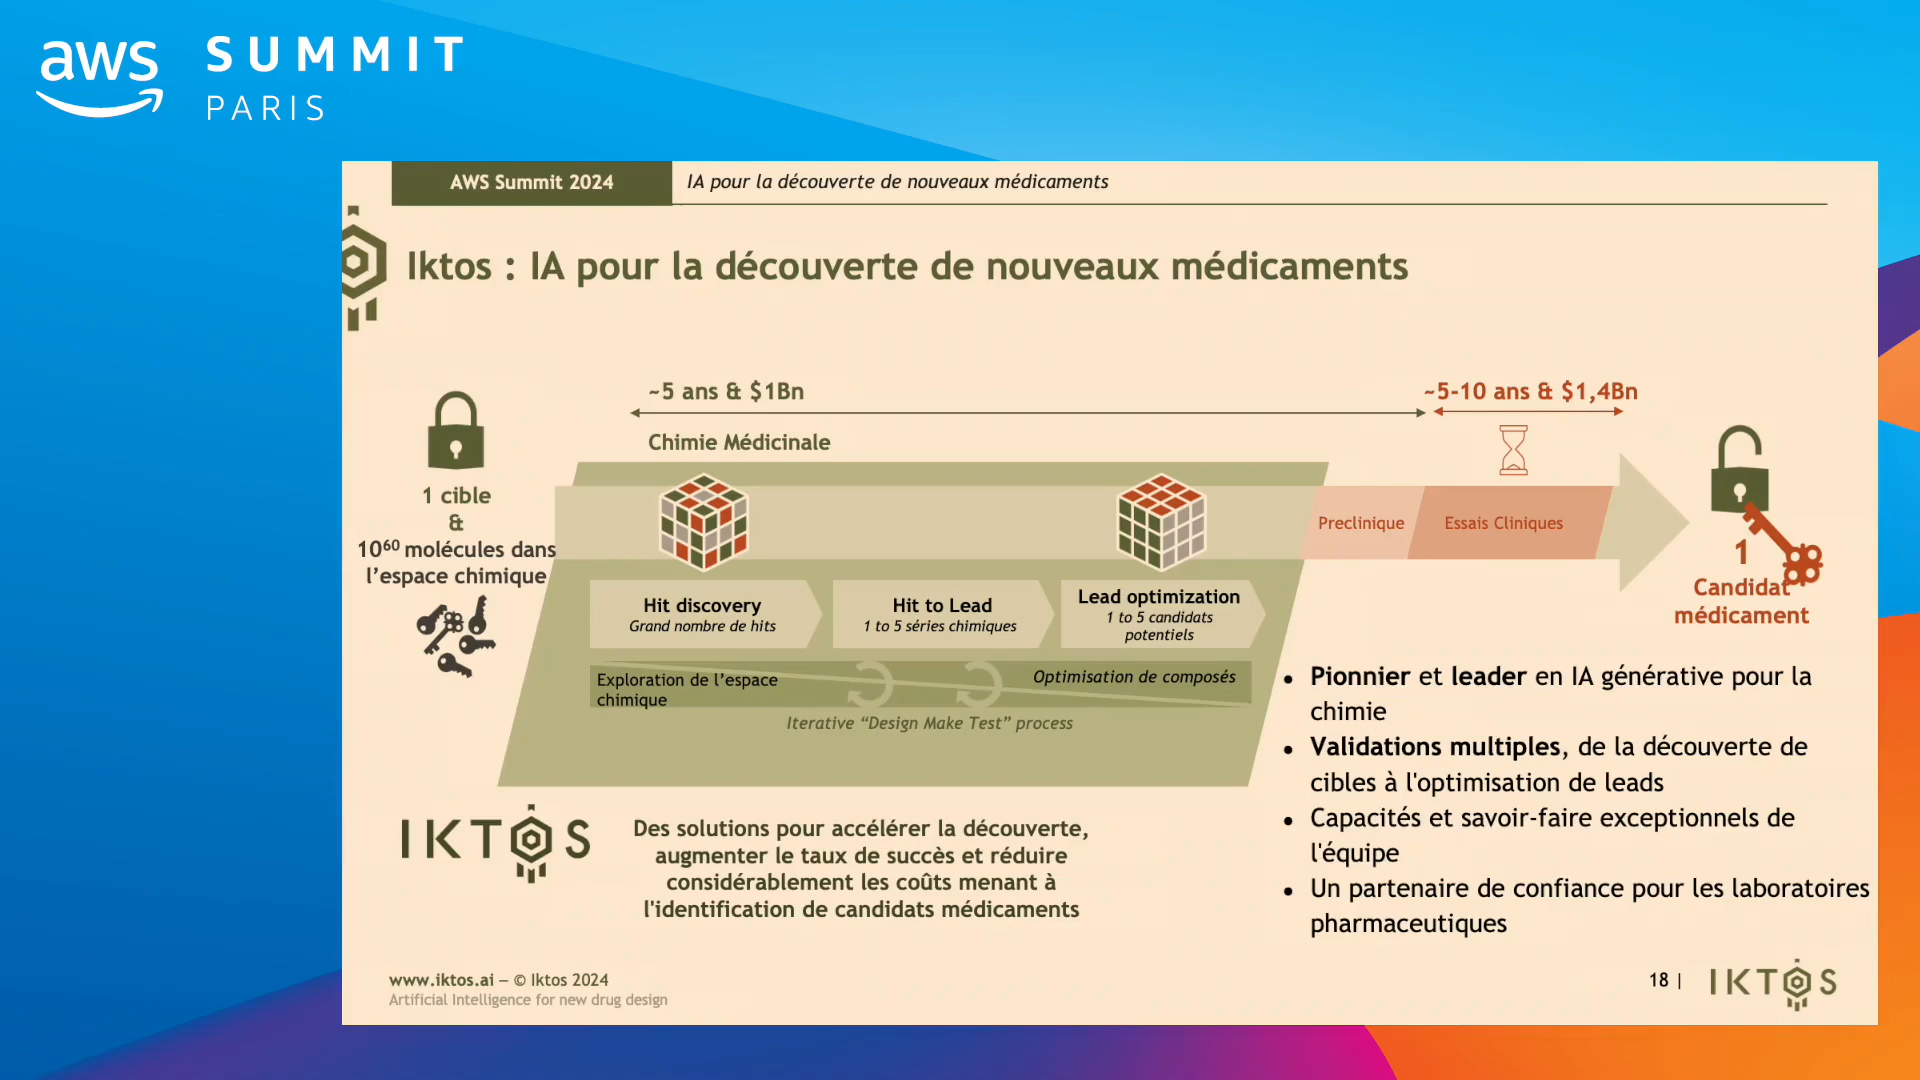 aws
SUMMIT
PARIS
AWS Summit 2024
IA pour la découverte de nouveaux médicaments
Iktos : IA pour la découverte de nouveaux médicaments
~5 ans & $1Bn
~5-10 ans & $1,4Bn
Chimie Médicinale
1 cible
&
10⁶⁰ molécules dans
l’espace chimique
Preclinique
Essais Cliniques
1
Candidat
médicament
Hit discovery
Grand nombre de hits
Hit to Lead
1 to 5 séries chimiques
Lead optimization
1 to 5 candidats
potentiels
Exploration de l’espace
chimique
Optimisation de composés
Iterative “Design Make Test” process
• Pionnier et leader en IA générative pour la
chimie
• Validations multiples, de la découverte de
cibles à l'optimisation de leads
• Capacités et savoir-faire exceptionnels de
l'équipe
• Un partenaire de confiance pour les laboratoires
pharmaceutiques
IKTOS
Des solutions pour accélérer la découverte,
augmenter le taux de succès et réduire
considérablement les coûts menant à
l'identification de candidats médicaments
www.iktos.ai – © Iktos 2024
Artificial Intelligence for new drug design
18 |
IKTOS